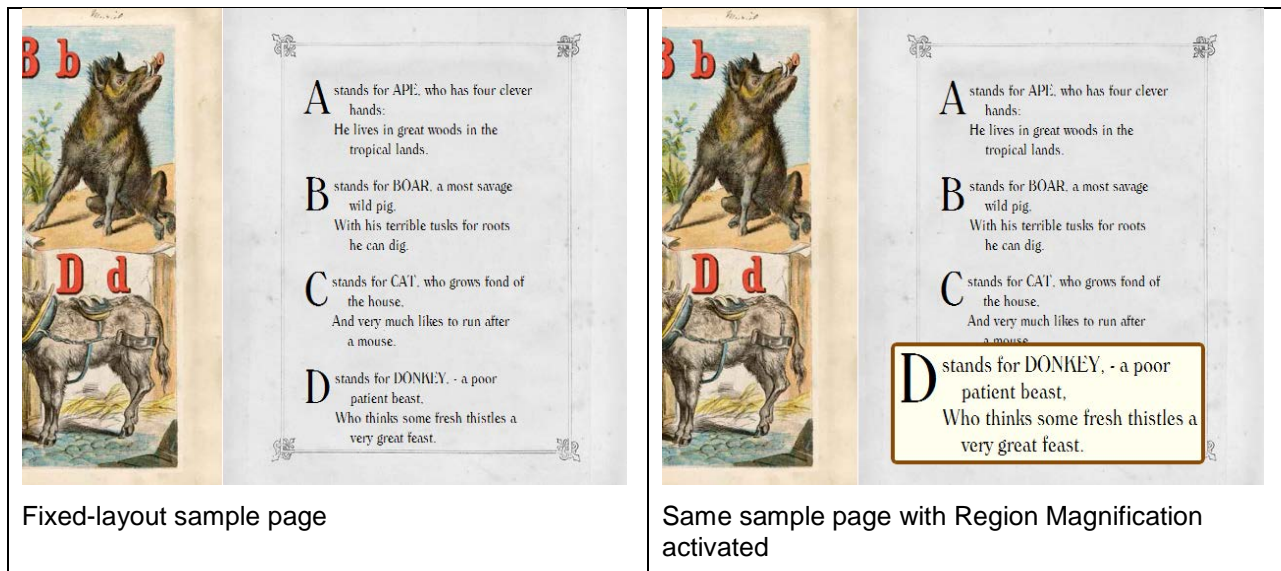 B b
D d
A stands for APE, who has four clever
hands:
He lives in great woods in the
tropical lands.
B stands for BOAR, a most savage
wild pig,
With his terrible tusks for roots
he can dig.
C stands for CAT, who grows fond of
the house,
And very much likes to run after
a mouse.
D stands for DONKEY, - a poor
patient beast,
Who thinks some fresh thistles a
very great feast.
Fixed-layout sample page
B b
D d
A stands for APE, who has four clever
hands:
He lives in great woods in the
tropical lands.
B stands for BOAR, a most savage
wild pig,
With his terrible tusks for roots
he can dig.
C stands for CAT, who grows fond of
the house,
And very much likes to run after
a mouse
D stands for DONKEY, - a poor
patient beast,
Who thinks some fresh thistles a
very great feast.
Same sample page with Region Magnification
activated